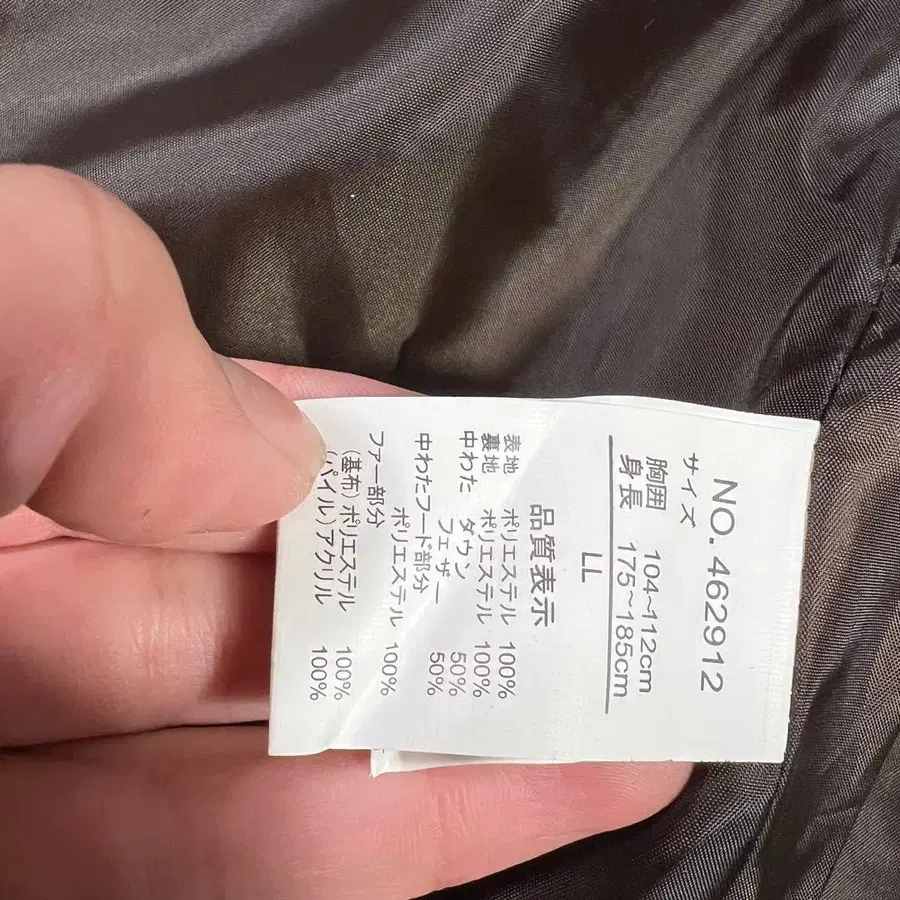 NO. 462912
サイズ
胸囲 104~112cm
身長 175~185cm
LL
品質表示
表地 ポリエステル 100%
裏地 ポリエステル 100%
中わた ダウン 50%
フェザー 50%
中わたフード部分
ポリエステル 100%
ファー部分
(基布)ポリエステル 100%
(パイル)アクリル 100%